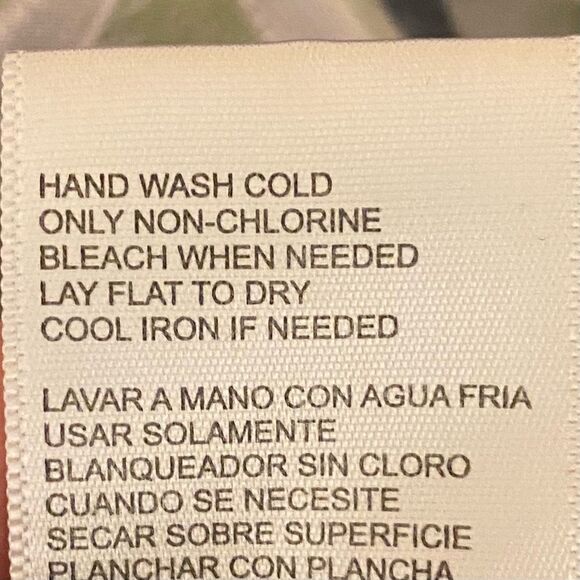 HAND WASH COLD
ONLY NON-CHLORINE
BLEACH WHEN NEEDED
LAY FLAT TO DRY
COOL IRON IF NEEDED
LAVAR A MANO CON AGUA FRIA
USAR SOLAMENTE
BLANQUEADOR SIN CLORO
CUANDO SE NECESITE
SECAR SOBRE SUPERFICIE
PLANCHAR CON PLANCHA